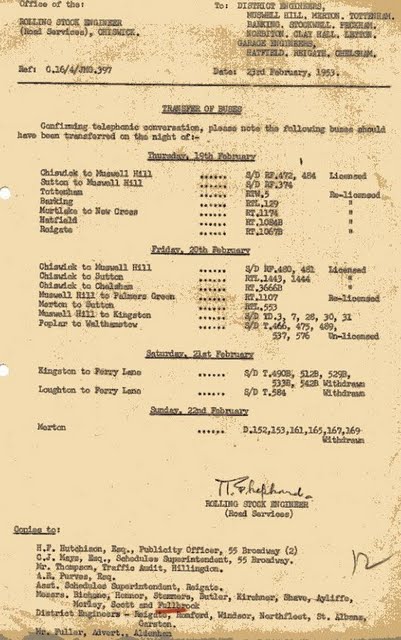 Office of the: To: DISTRICT ENGINEERS,
ROLLING STOCK ENGINEER MUSWELL HILL, MERTON, TOTTENHAM,
(Road Services), CHISWICK. BARKING, STOCKWELL, PECKHAM,
NORBITON, CLAY HALL, LEYTON,
GARAGE ENGINEERS,
HATFIELD, REIGATE, CHELSHAM.
Ref: G.16/4/JMG.397 Date: 23rd February, 1953.
TRANSFER OF BUSES
Confirming telephonic conversation, please note the following buses should
have been transferred on the night of:-
Thursday, 19th February
Chiswick to Muswell Hill ...... S/D RF.472, 484 Licensed
Sutton to Muswell Hill ...... S/D RF.374
Tottenham ...... RTW.5 Re-licensed
Barking ...... RTL.129 "
Mortlake to New Cross ...... RT.1174 "
Hatfield ...... RT.1084B "
Reigate ...... RT.1067B "
Friday, 20th February
Chiswick to Muswell Hill ...... S/D RF.480, 481 Licensed
Chiswick to Sutton ...... RTL.1443, 1444 "
Chiswick to Chelsham ...... RT.3666B "
Muswell Hill to Palmers Green ...... RT.1107 Re-licensed
Merton to Sutton ...... RTL.553
Muswell Hill to Kingston ...... S/D TD.3, 7, 28, 30, 31
Poplar to Walthamstow ...... S/D T.466, 475, 489,
537, 576 Un-licensed
Saturday, 21st February
Kingston to Ferry Lane ...... S/D T.490B, 512B, 529B,
533B, 542B Withdrawn
Loughton to Ferry Lane ...... S/D T.584 Withdrawn
Sunday, 22nd February
Merton ...... D.152,153,161,165,167,169
Withdrawn
T. Shepherd.
ROLLING STOCK ENGINEER
(Road Services)
Copies to:
12
H.F. Hutchison, Esq., Publicity Officer, 55 Broadway (2)
C.J. Mays, Esq., Schedules Superintendent, 55 Broadway.
Mr. Thompson, Traffic Audit, Hillingdon.
A.R. Purves, Esq.
Asst. Schedules Superintendent, Reigate.
Messrs. Stammers, Butler, Kirchner, Shave, Ayliffe,
Morley, Scott and Fullbrook
District Engineers - Reigate, Romford, Windsor, Northfleet, St. Albans,
Garston.
Mr. Fuller, Advert., Aldenham